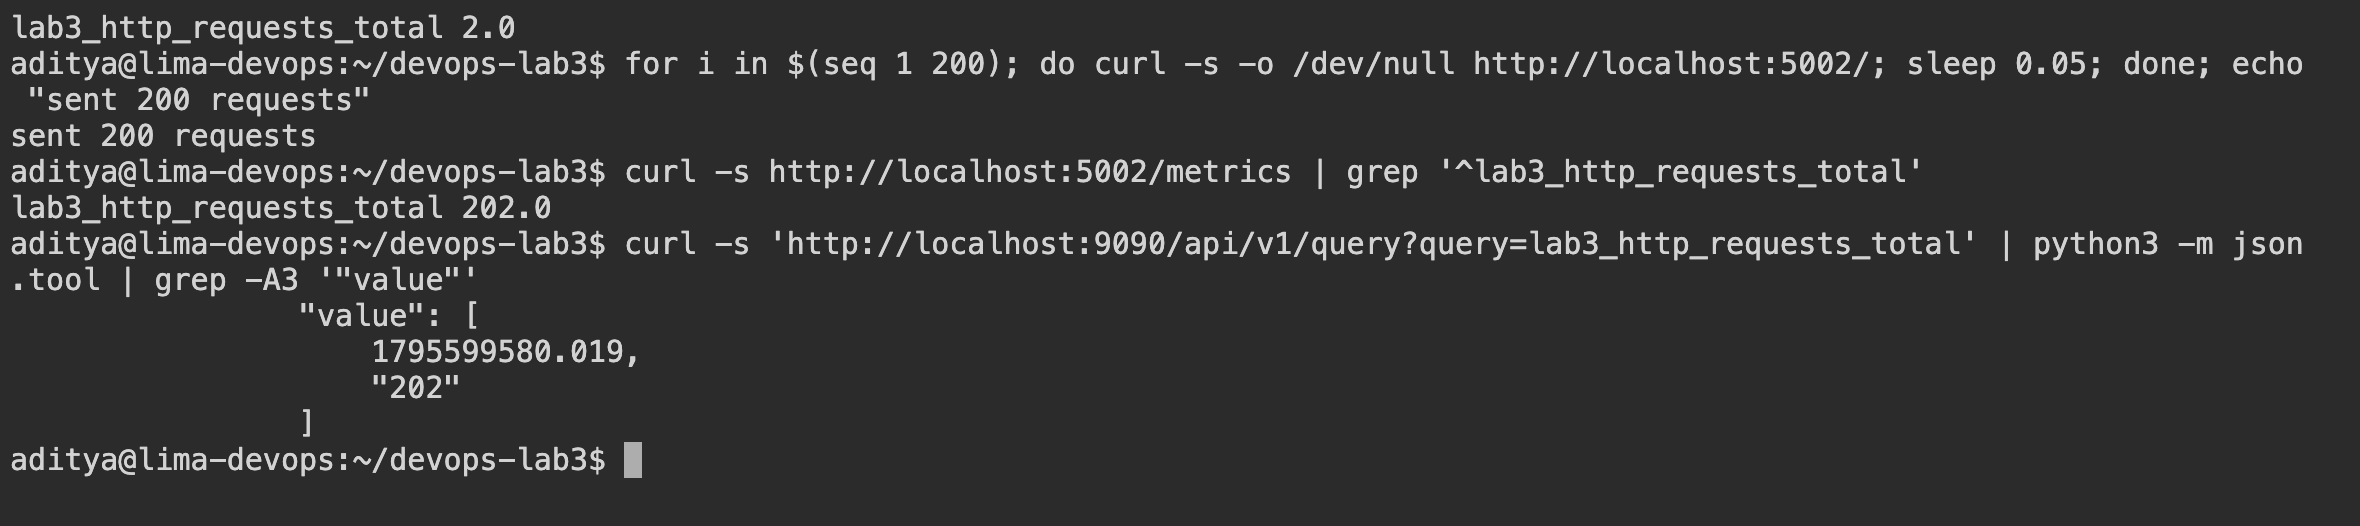 lab3_http_requests_total 2.0
aditya@lima-devops:~/devops-lab3$ for i in $(seq 1 200); do curl -s -o /dev/null http://localhost:5002/; sleep 0.05; done; echo
 "sent 200 requests"
sent 200 requests
aditya@lima-devops:~/devops-lab3$ curl -s http://localhost:5002/metrics | grep '^lab3_http_requests_total'
lab3_http_requests_total 202.0
aditya@lima-devops:~/devops-lab3$ curl -s 'http://localhost:9090/api/v1/query?query=lab3_http_requests_total' | python3 -m json
.tool | grep -A3 '"value"'
                "value": [
                    1795599580.019,
                    "202"
                ]
aditya@lima-devops:~/devops-lab3$